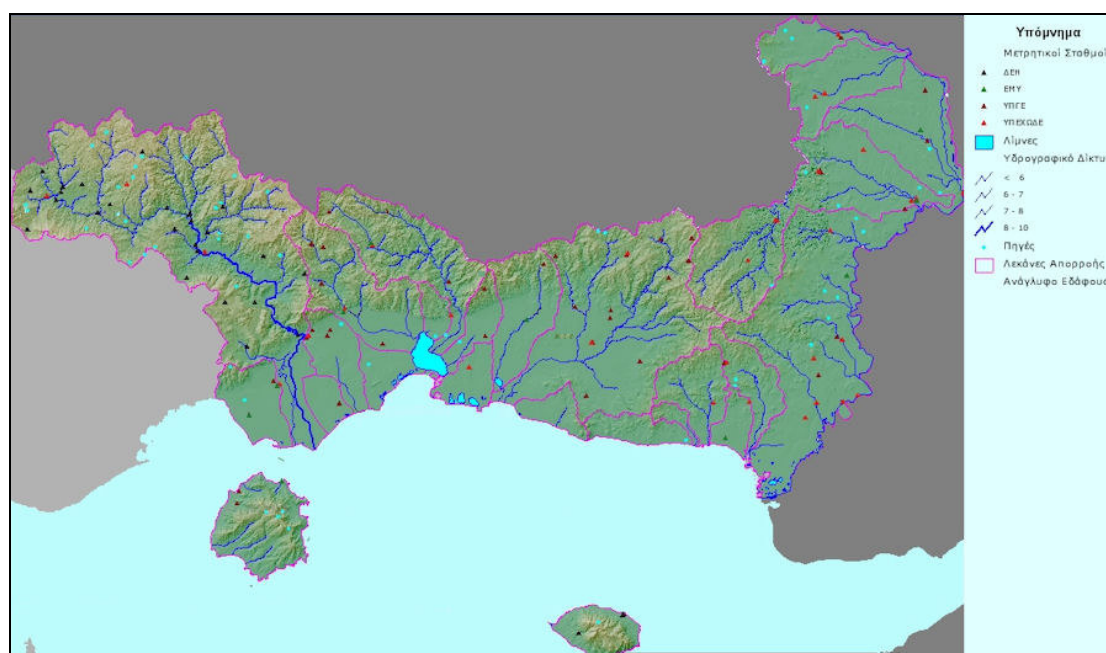 Υπόμνημα
Μετρητικοί Σταθμοί
ΔΕΗ
ΕΜΥ
ΥΠΓΕ
ΥΠΕΧΩΔΕ
Λίμνες
Υδρογραφικό Δίκτυ
< 6
6 - 7
7 - 8
8 - 10
Πηγές
Λεκάνες Απορροής
Ανάγλυφο Εδάφους